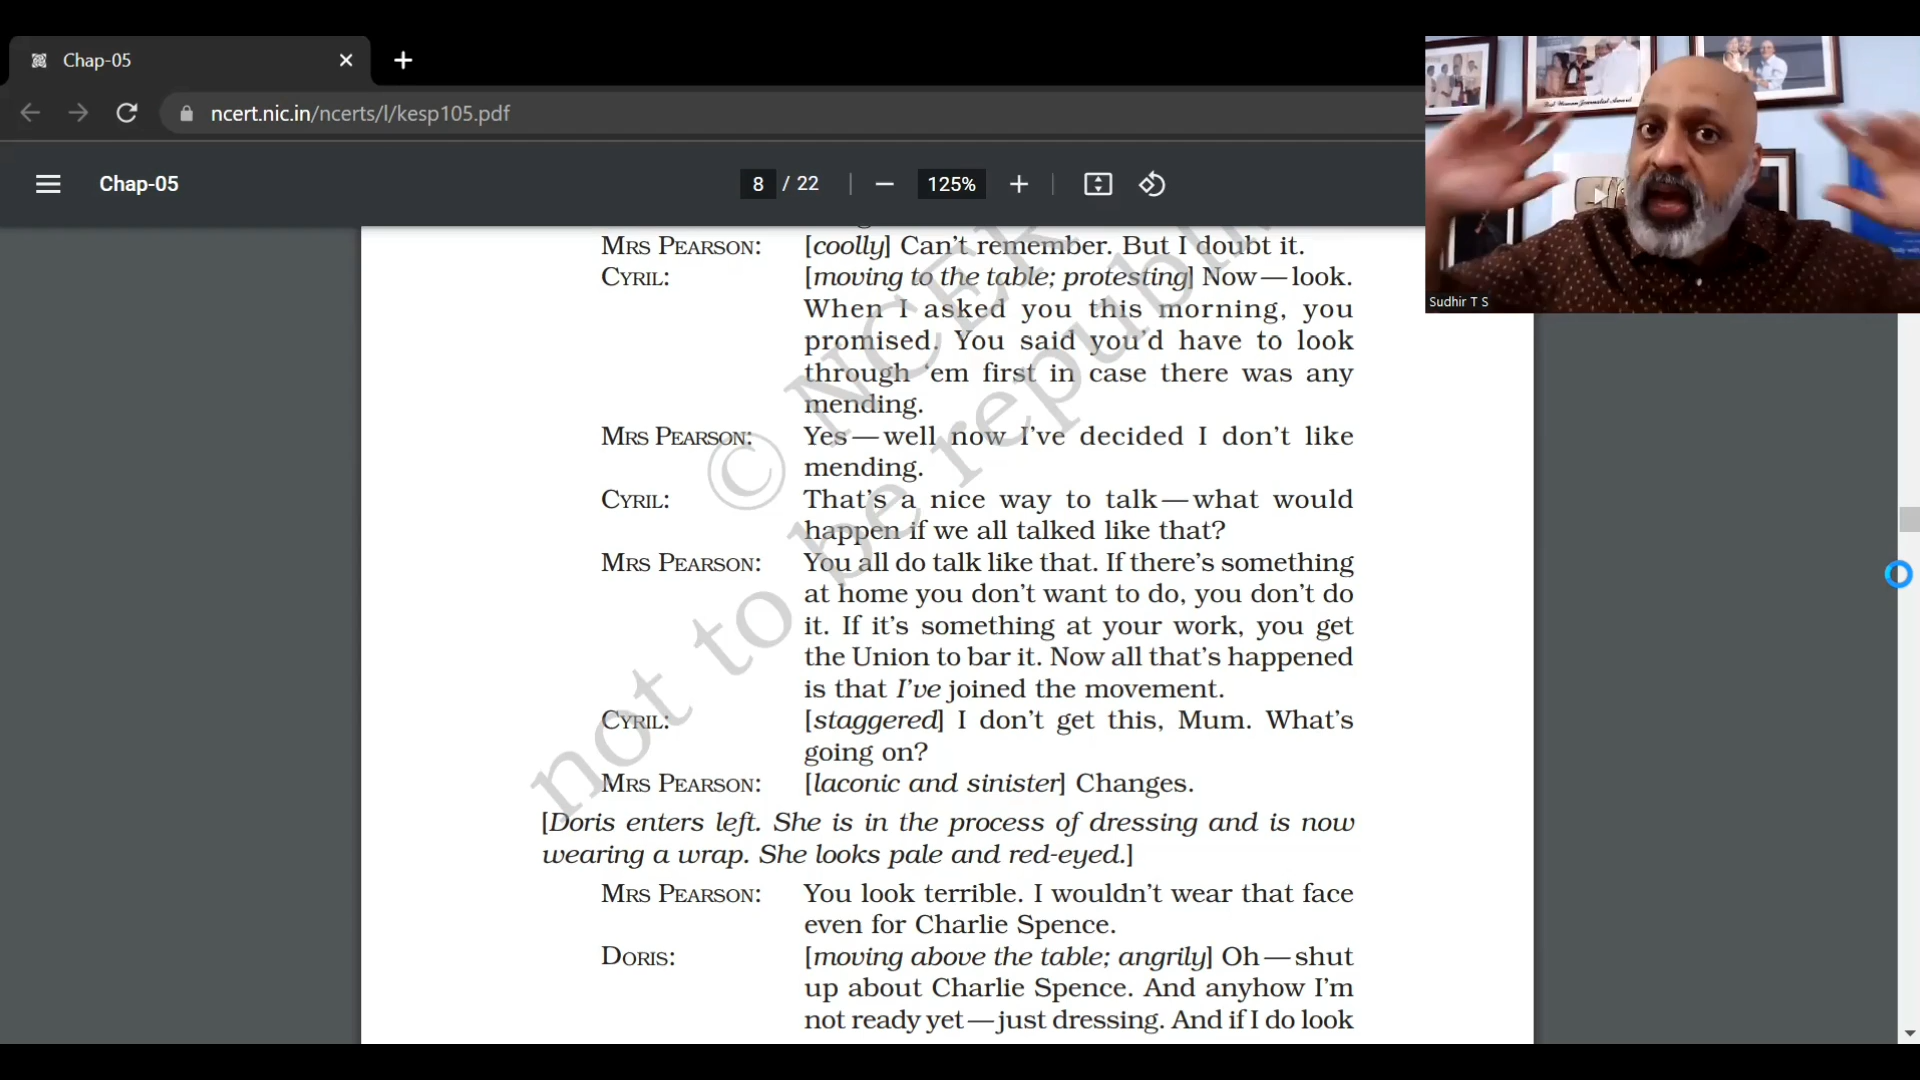 Chap-05
ncert.nic.in/ncerts/l/kesp105.pdf
Chap-05
8 / 22
125%
MRS PEARSON: [coolly] Can't remember. But I doubt it.
CYRIL: [moving to the table; protesting] Now—look.
When I asked you this morning, you
promised. You said you'd have to look
through 'em first in case there was any
mending.
MRS PEARSON: Yes—well now I've decided I don't like
mending.
CYRIL: That's a nice way to talk—what would
happen if we all talked like that?
MRS PEARSON: You all do talk like that. If there's something
at home you don't want to do, you don't do
it. If it's something at your work, you get
the Union to bar it. Now all that's happened
is that I've joined the movement.
CYRIL: [staggered] I don't get this, Mum. What's
going on?
MRS PEARSON: [laconic and sinister] Changes.
[Doris enters left. She is in the process of dressing and is now
wearing a wrap. She looks pale and red-eyed.]
MRS PEARSON: You look terrible. I wouldn't wear that face
even for Charlie Spence.
DORIS: [moving above the table; angrily] Oh—shut
up about Charlie Spence. And anyhow I'm
not ready yet—just dressing. And if I do look
© NCER
not to be republi
Sudhir T S